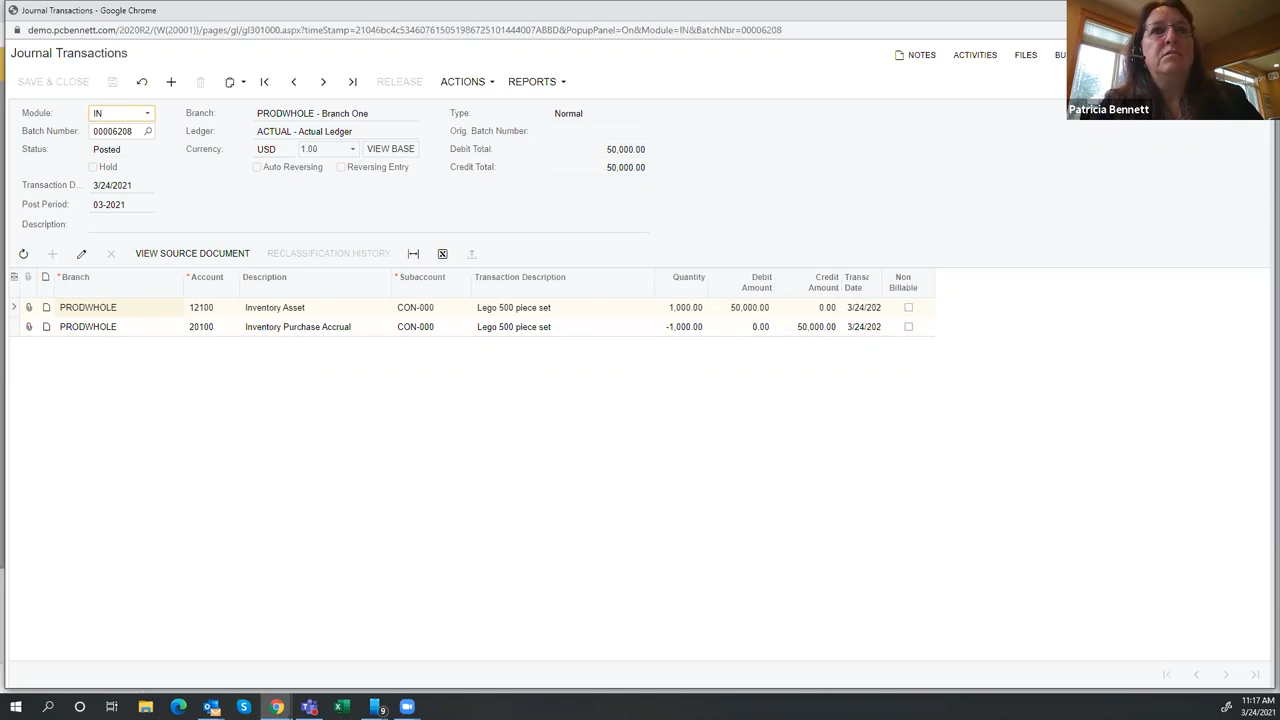 Journal Transactions - Google Chrome
demo.pcbennett.com/2020R2/(W(20001))/pages/gl/gl301000.aspx?timeStamp=21046bc4c534607615051986725101444007ABBD&PopupPanel=On&Module=IN&BatchNbr=00006208
Journal Transactions
NOTES ACTIVITIES FILES BU
SAVE & CLOSE RELEASE ACTIONS REPORTS
Patricia Bennett
Module: IN Branch: PRODWHOLE - Branch One Type: Normal
Batch Number: 00006208 Ledger: ACTUAL - Actual Ledger Orig. Batch Number:
Status: Posted Currency: USD 1.00 VIEW BASE Debit Total: 50,000.00
Hold Auto Reversing Reversing Entry Credit Total: 50,000.00
Transaction D... 3/24/2021
Post Period: 03-2021
Description:
VIEW SOURCE DOCUMENT RECLASSIFICATION HISTORY
* Branch * Account Description * Subaccount Transaction Description Quantity Debit Amount Credit Amount Transa Date Non Billable
PRODWHOLE 12100 Inventory Asset CON-000 Lego 500 piece set 1,000.00 50,000.00 0.00 3/24/202
PRODWHOLE 20100 Inventory Purchase Accrual CON-000 Lego 500 piece set -1,000.00 0.00 50,000.00 3/24/202
9
11:17 AM
3/24/2021